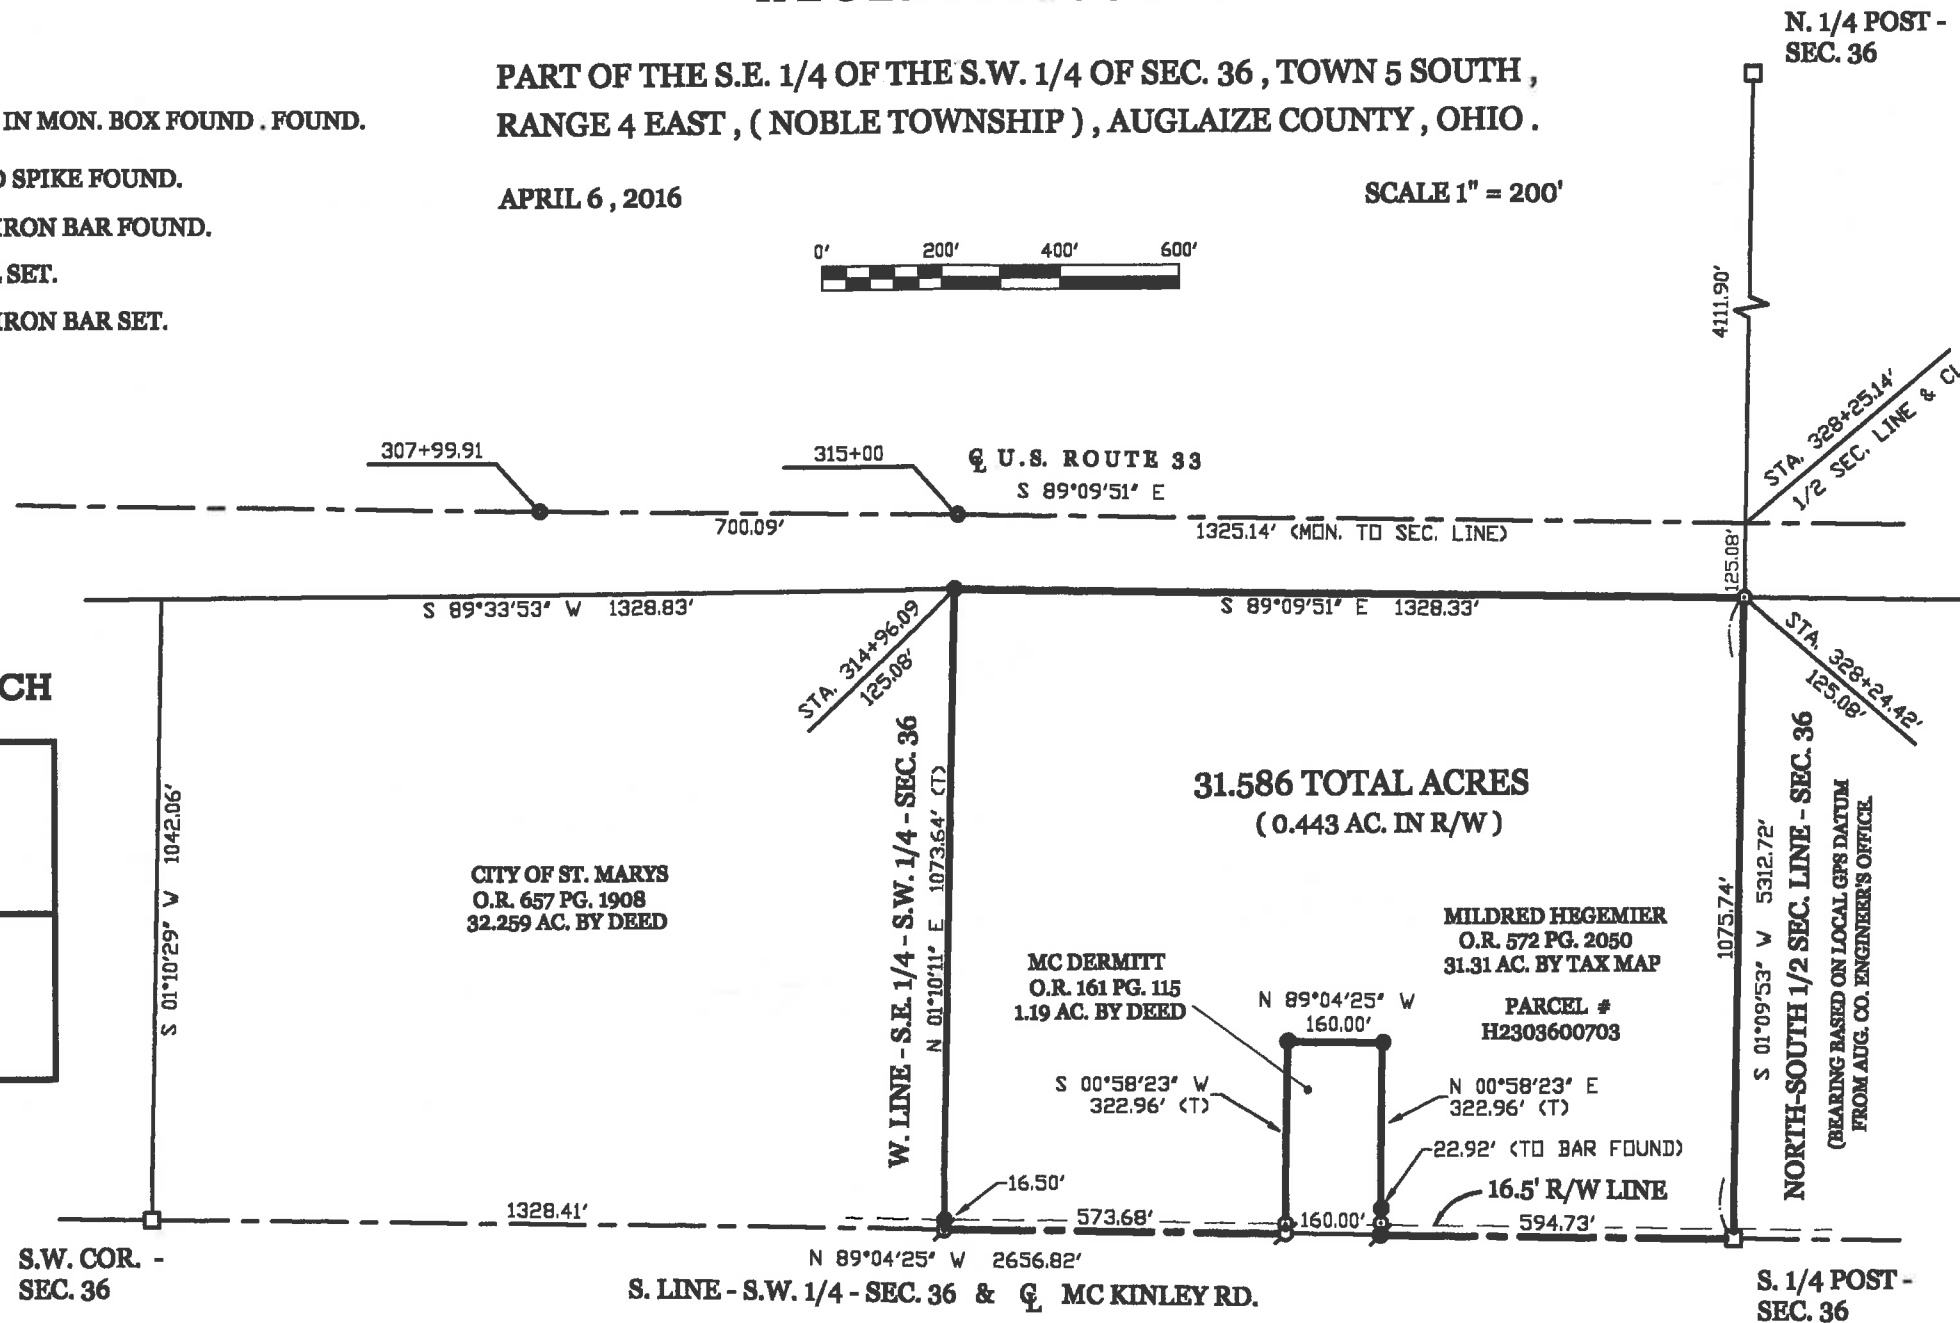 N. 1/4 POST -
SEC. 36
PART OF THE S.E. 1/4 OF THE S.W. 1/4 OF SEC. 36 , TOWN 5 SOUTH ,
RANGE 4 EAST , ( NOBLE TOWNSHIP ) , AUGLAIZE COUNTY , OHIO .
IN MON. BOX FOUND . FOUND.
SPIKE FOUND.
IRON BAR FOUND.
SET.
IRON BAR SET.
APRIL 6 , 2016
SCALE 1" = 200'
0' 200' 400' 600'
4111.90'
STA. 328+25.14'
1/2 SEC. LINE &
307+99.91
315+00
℄ U.S. ROUTE 33
S 89°09'51" E
700.09'
1325.14' (MON. TO SEC. LINE)
125.08'
S 89°33'53" W 1328.83'
S 89°09'51" E 1328.33'
STA. 314+96.09
125.08'
STA. 328+24.42'
125.08'
CH
31.586 TOTAL ACRES
( 0.443 AC. IN R/W )
S 01°10'29" W 1042.06'
CITY OF ST. MARYS
O.R. 657 PG. 1908
32.259 AC. BY DEED
W. LINE - S.E. 1/4 - S.W. 1/4 - SEC. 36
N 01°10'11" E 1073.64' (T)
MC DERMITT
O.R. 161 PG. 115
1.19 AC. BY DEED
MILDRED HEGEMIER
O.R. 572 PG. 2050
31.31 AC. BY TAX MAP
PARCEL #
H2303600703
N 89°04'25" W
160.00'
S 00°58'23" W
322.96' (T)
N 00°58'23" E
322.96' (T)
22.92' (TO BAR FOUND)
16.5' R/W LINE
1075.74'
S 01°09'53" W 5312.72'
NORTH-SOUTH 1/2 SEC. LINE - SEC. 36
(BEARING BASED ON LOCAL GPS DATUM
FROM AUG. CO. ENGINEER'S OFFICE.
16.50'
1328.41'
573.68'
160.00'
594.73'
S.W. COR. -
SEC. 36
N 89°04'25" W 2656.82'
S. LINE - S.W. 1/4 - SEC. 36 & ℄ MC KINLEY RD.
S. 1/4 POST -
SEC. 36